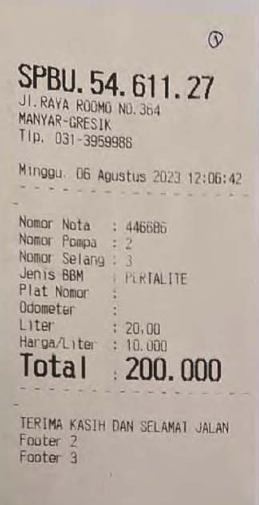 1
SPBU.54.611.27
Jl.RAYA ROOMO NO.364
MANYAR-GRESIK
Tlp. 031-3959988
Minggu. 06 Agustus 2023 12:06:42
- - - - - - - - - - - - - - - - - - - -
-
Nomor Nota : 446686
Nomor Pompa : 2
Nomor Selang : 3
Jenis BBM : PERTALITE
Plat Nomor :
Odometer :
Liter : 20,00
Harga/Liter : 10.000
Total : 200.000
- - - - - - - - - - - - - - - - - - - -
-
TERIMA KASIH DAN SELAMAT JALAN
Footer 2
Footer 3